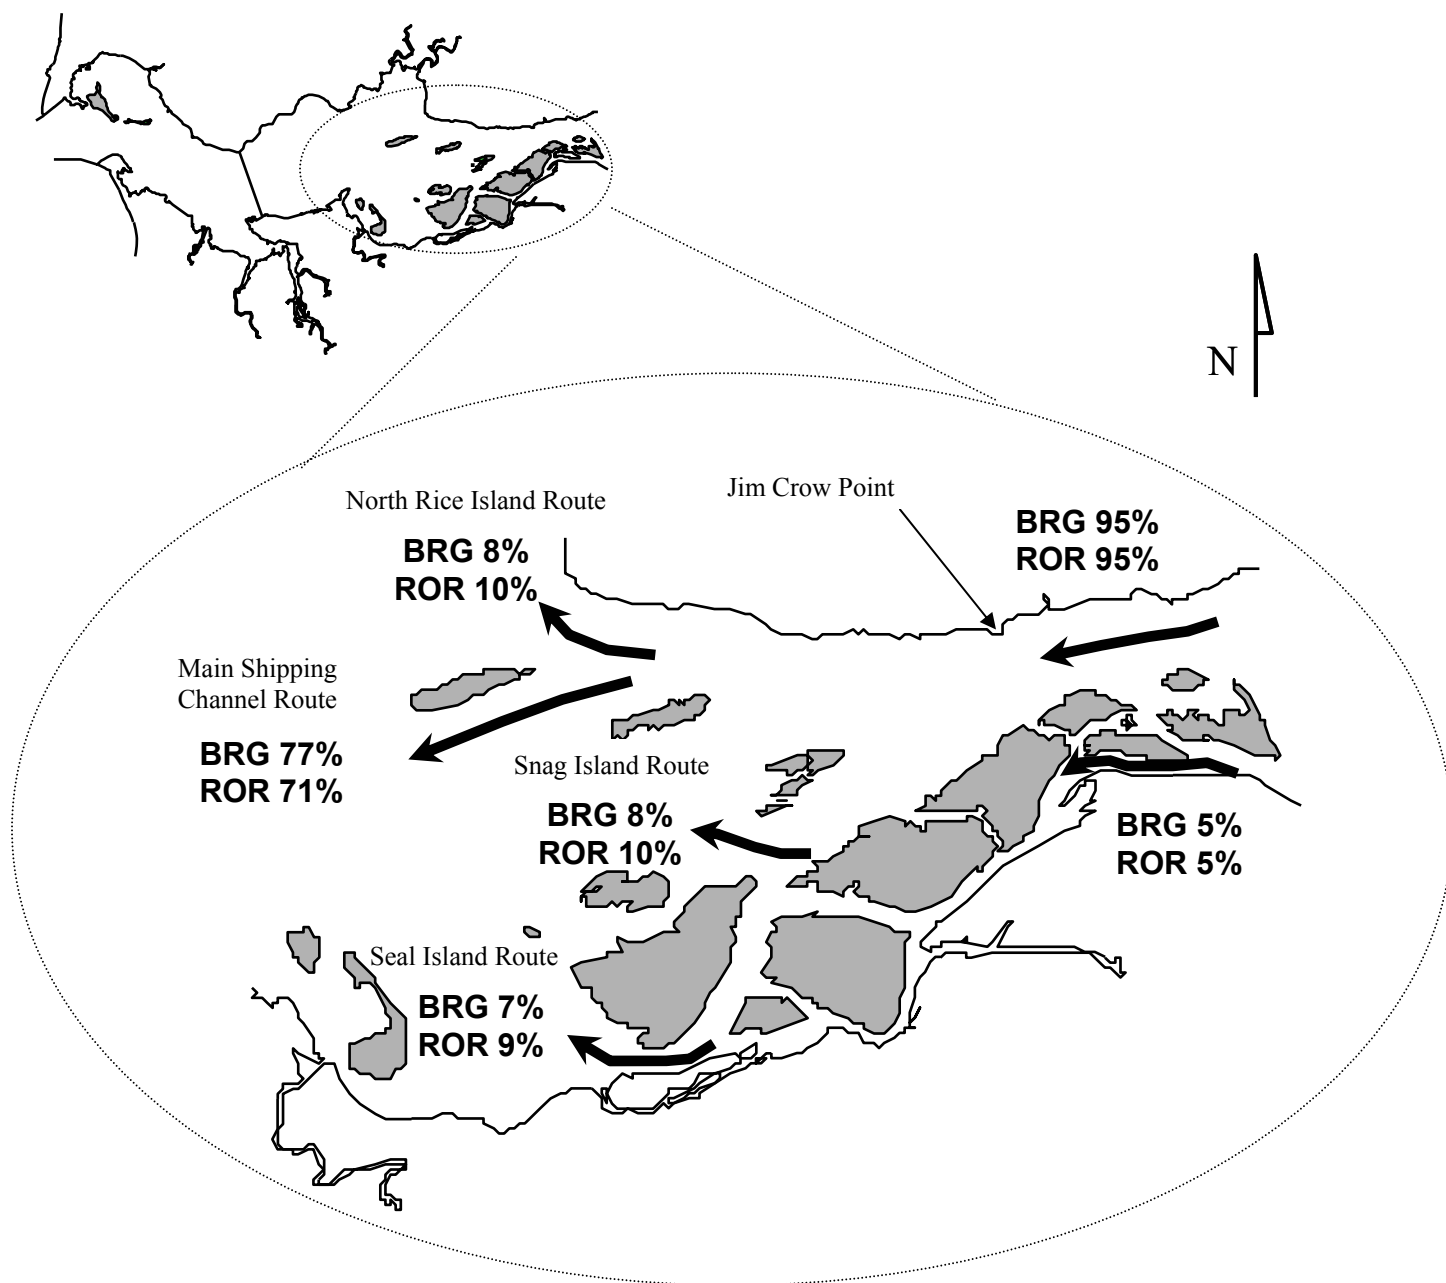 N
North Rice Island Route
BRG 8%
ROR 10%
Jim Crow Point
BRG 95%
ROR 95%
Main Shipping
Channel Route
BRG 77%
ROR 71%
Snag Island Route
BRG 8%
ROR 10%
BRG 5%
ROR 5%
Seal Island Route
BRG 7%
ROR 9%